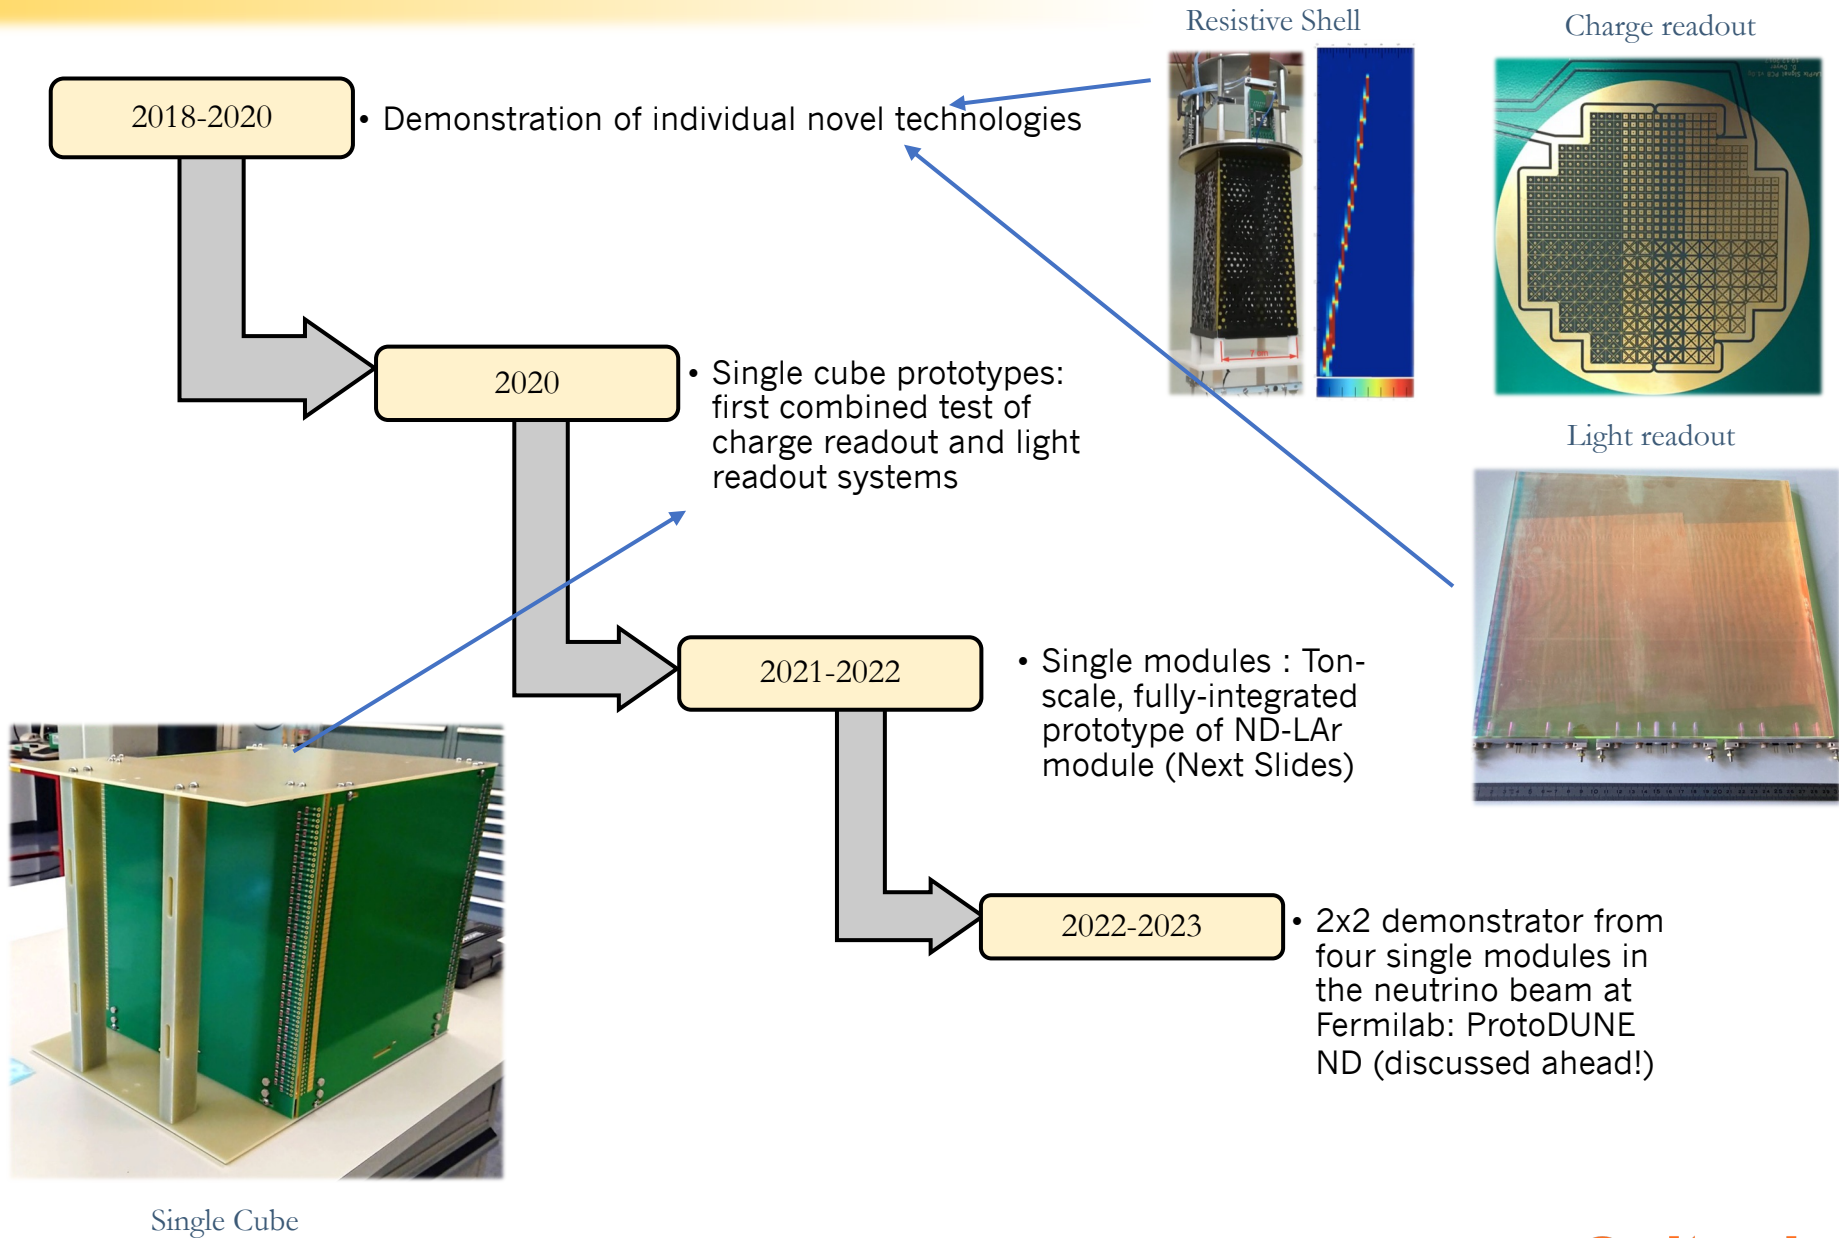 Resistive Shell
Charge readout
2018-2020
• Demonstration of individual novel technologies
2020
• Single cube prototypes:
first combined test of
charge readout and light
readout systems
Light readout
2021-2022
• Single modules : Ton-
scale, fully-integrated
prototype of ND-LAr
module (Next Slides)
2022-2023
• 2x2 demonstrator from
four single modules in
the neutrino beam at
Fermilab: ProtoDUNE
ND (discussed ahead!)
Single Cube